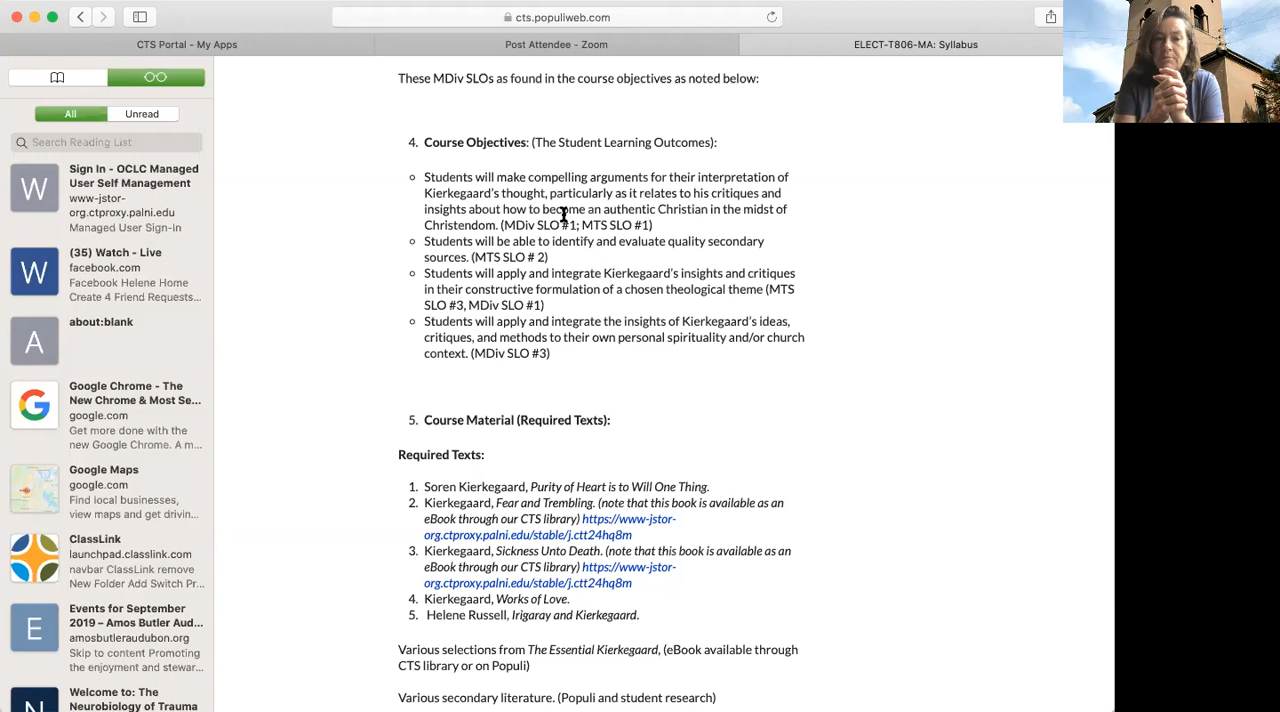 cts.populiweb.com
CTS Portal - My Apps
Post Attendee - Zoom
ELECT-T806-MA: Syllabus
All
Unread
Search Reading List
W
Sign In - OCLC Managed
User Self Management
www-jstor-
org.ctproxy.palni.edu
Managed User Sign-In
W
(35) Watch - Live
facebook.com
Facebook Helene Home
Create 4 Friend Requests...
A
about:blank
Google Chrome - The
New Chrome & Most Se...
google.com
Get more done with the
new Google Chrome. A m...
Google Maps
google.com
Find local businesses,
view maps and get drivin...
ClassLink
launchpad.classlink.com
navbar ClassLink remove
New Folder Add Switch Pr...
E
Events for September
2019 – Amos Butler Aud...
amosbutleraudubon.org
Skip to content Promoting
the enjoyment and stewar...
N
Welcome to: The
Neurobiology of Trauma
These MDiv SLOs as found in the course objectives as noted below:
4. Course Objectives: (The Student Learning Outcomes):
Students will make compelling arguments for their interpretation of
Kierkegaard's thought, particularly as it relates to his critiques and
insights about how to become an authentic Christian in the midst of
Christendom. (MDiv SLO #1; MTS SLO #1)
Students will be able to identify and evaluate quality secondary
sources. (MTS SLO # 2)
Students will apply and integrate Kierkegaard's insights and critiques
in their constructive formulation of a chosen theological theme (MTS
SLO #3, MDiv SLO #1)
Students will apply and integrate the insights of Kierkegaard's ideas,
critiques, and methods to their own personal spirituality and/or church
context. (MDiv SLO #3)
5. Course Material (Required Texts):
Required Texts:
1. Soren Kierkegaard, Purity of Heart is to Will One Thing.
2. Kierkegaard, Fear and Trembling. (note that this book is available as an
eBook through our CTS library) https://www-jstor-
org.ctproxy.palni.edu/stable/j.ctt24hq8m
3. Kierkegaard, Sickness Unto Death. (note that this book is available as an
eBook through our CTS library) https://www-jstor-
org.ctproxy.palni.edu/stable/j.ctt24hq8m
4. Kierkegaard, Works of Love.
5. Helene Russell, Irigaray and Kierkegaard.
Various selections from The Essential Kierkegaard, (eBook available through
CTS library or on Populi)
Various secondary literature. (Populi and student research)